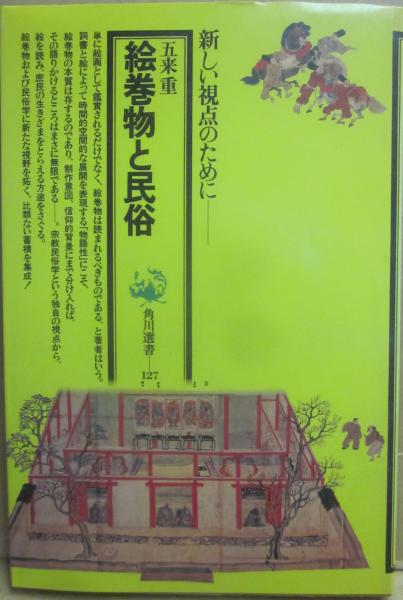 新しい視点のために――
五来重
絵巻物と民俗
角川選書―
127
単に絵画として鑑賞されるだけでなく、絵巻物は読まれるべきものである、と著者はいう。
詞書と絵によって時間的空間的な展開を表現する「物語性」にこそ、
絵巻物の本質は存するのであり、制作意図、信仰的背景にまで分け入れば、
その語りかけるところはまさに無限である――。宗教民俗学という独自の視点から、
絵を読み、庶民の生きざまをとらえる方途をさぐる。
絵巻物および民俗学に新たな視野を拓く、比類ない蓄積を集成！